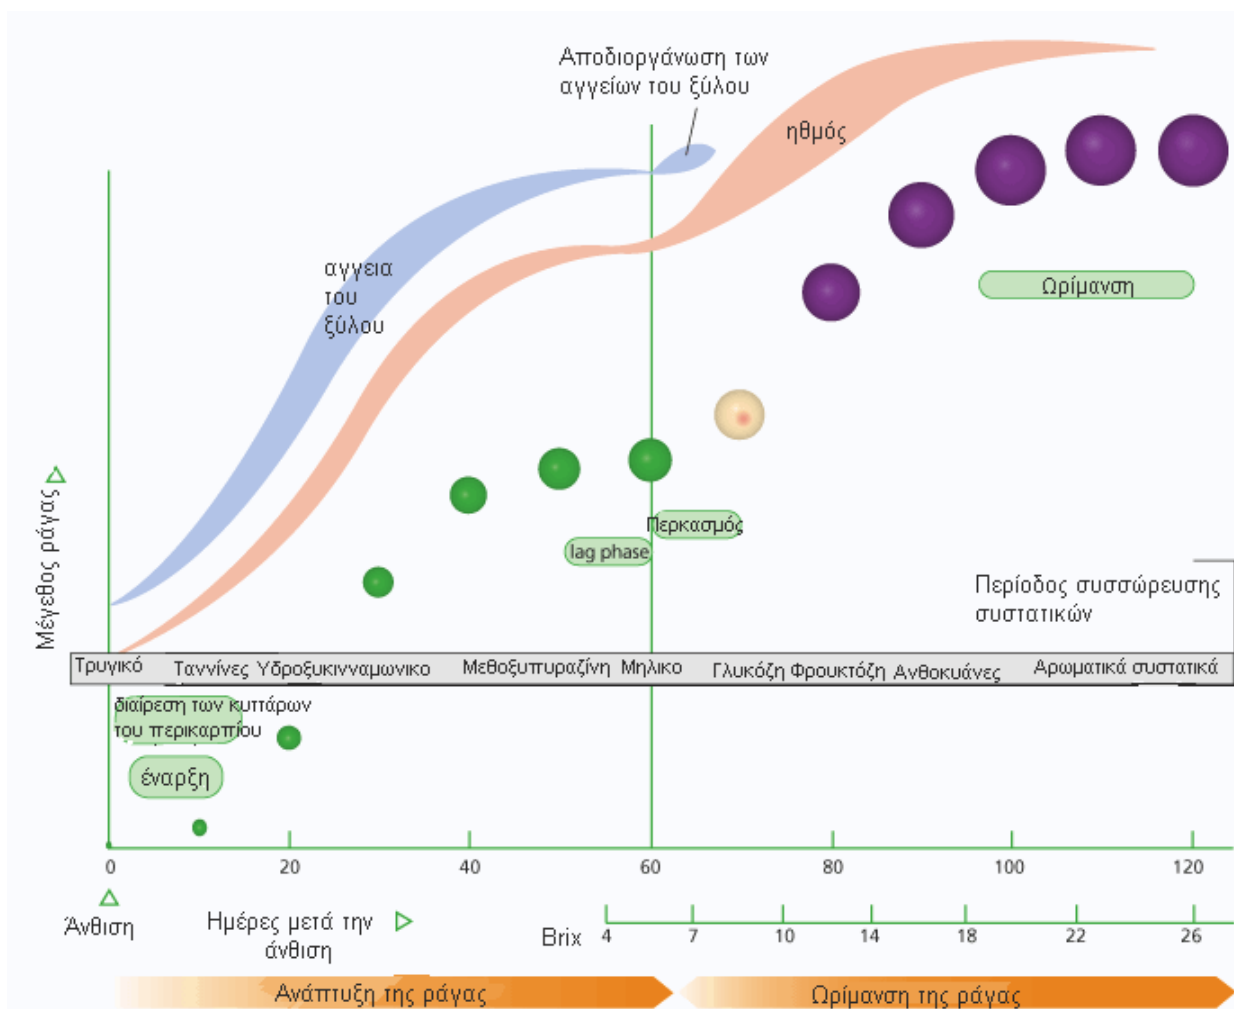 Αποδιοργάνωση των
αγγείων του ξύλου
ηθμός
αγγεια
του
ξύλου
Ωρίμανση
Μέγεθος ράγας
Περκασμός
lag phase
Περίοδος συσσώρευσης
συστατικών
Τρυγικό Ταννίνες Υδροξυκινναμωνικο Μεθοξυπυραζίνη Μηλικο Γλυκόζη Φρουκτόζη Ανθοκυάνες Αρωματικά συστατικά
διαίρεση των κυττάρων
του περικαρπίου
έναρξη
0 20 40 60 80 100 120
Άνθιση
Ημέρες μετά την
άνθιση
Brix 4 7 10 14 18 22 26
Ανάπτυξη της ράγας Ωρίμανση της ράγας